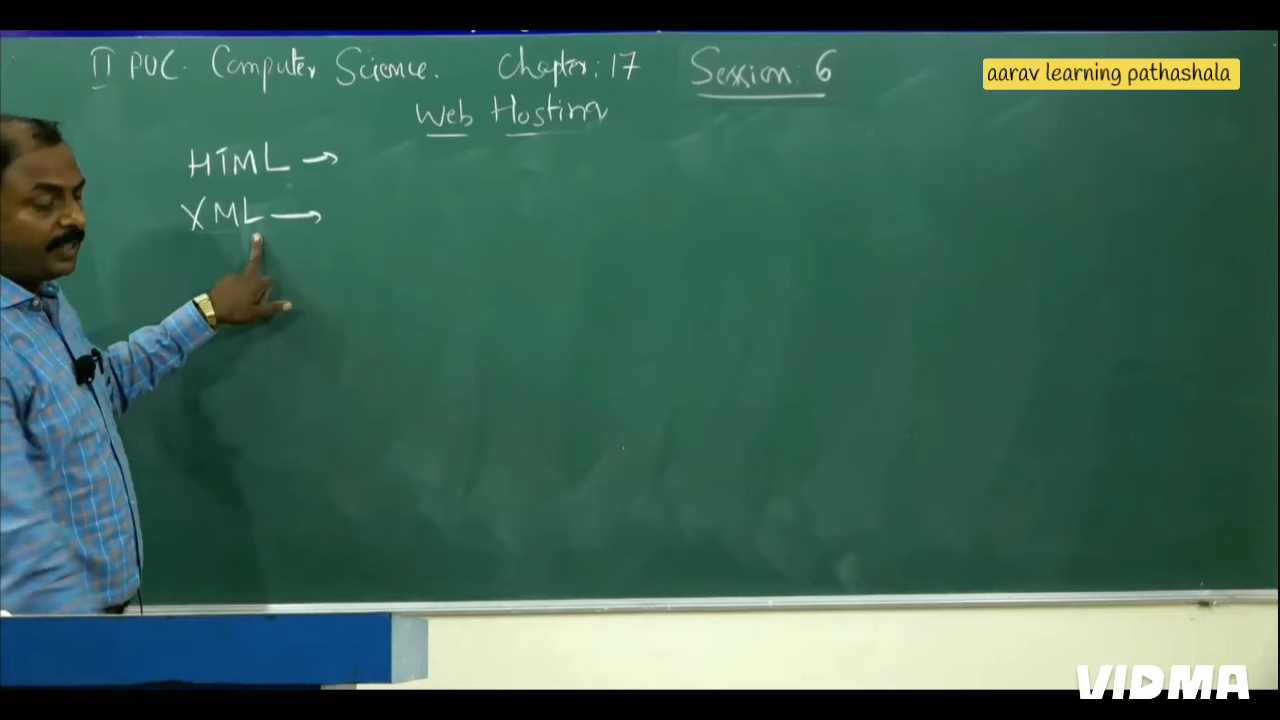 II PUC. Computer Science. Chapter: 17 Session: 6
aarav learning pathashala
Web Hosting
HTML →
XML →
VIDMA